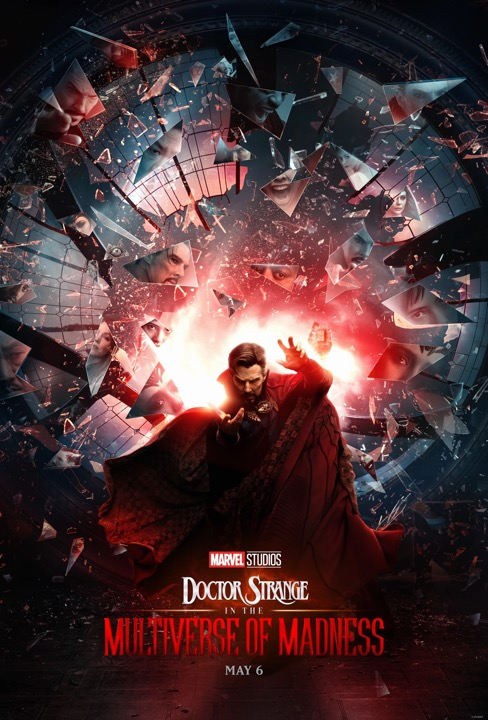 MARVEL STUDIOS
DOCTOR STRANGE
IN THE
MULTIVERSE OF MADNESS
MAY 6